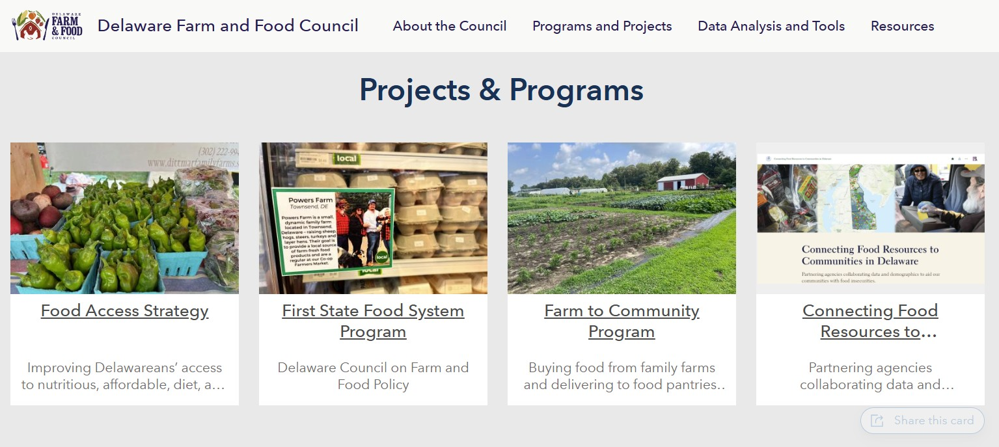 DELAWARE
FARM
& FOOD
COUNCIL
Delaware Farm and Food Council
About the Council
Programs and Projects
Data Analysis and Tools
Resources
Projects & Programs
(302) 222-99
www.dittmarfamilyfarms.s
Food Access Strategy
Improving Delawareans’ access
to nutritious, affordable, diet, a…
local
Powers Farm
Townsend, DE
Powers Farm is a small,
dynamic family farm
located in Townsend,
Delaware - raising sheep,
hogs, steers, turkeys and
layer hens. Their goal is
to provide a local source
of farm-fresh food
products and are a
regular at our Co-op
Farmers Market.
local
local
First State Food System
Program
Delaware Council on Farm and
Food Policy
Farm to Community
Program
Buying food from family farms
and delivering to food pantries..
Connecting Food Resources to Communities in Delaware
Connecting Food Resources to
Communities in Delaware
Partnering agencies collaborating data and demographics to aid our
communities with food insecurities.
Connecting Food
Resources to…
Partnering agencies
collaborating data and…
Share this card